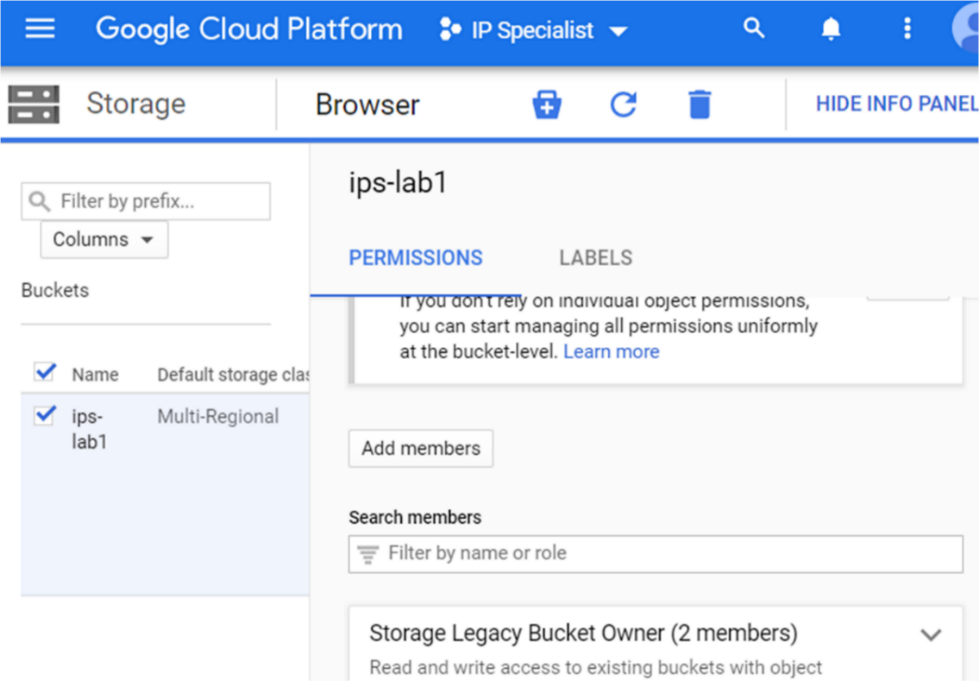 Google Cloud Platform IP Specialist
Storage Browser HIDE INFO PANEL
Filter by prefix...
Columns
Buckets
Name Default storage clas
ips-
lab1
Multi-Regional
ips-lab1
PERMISSIONS LABELS
If you don't rely on individual object permissions,
you can start managing all permissions uniformly
at the bucket-level. Learn more
Add members
Search members
Filter by name or role
Storage Legacy Bucket Owner (2 members)
Read and write access to existing buckets with object